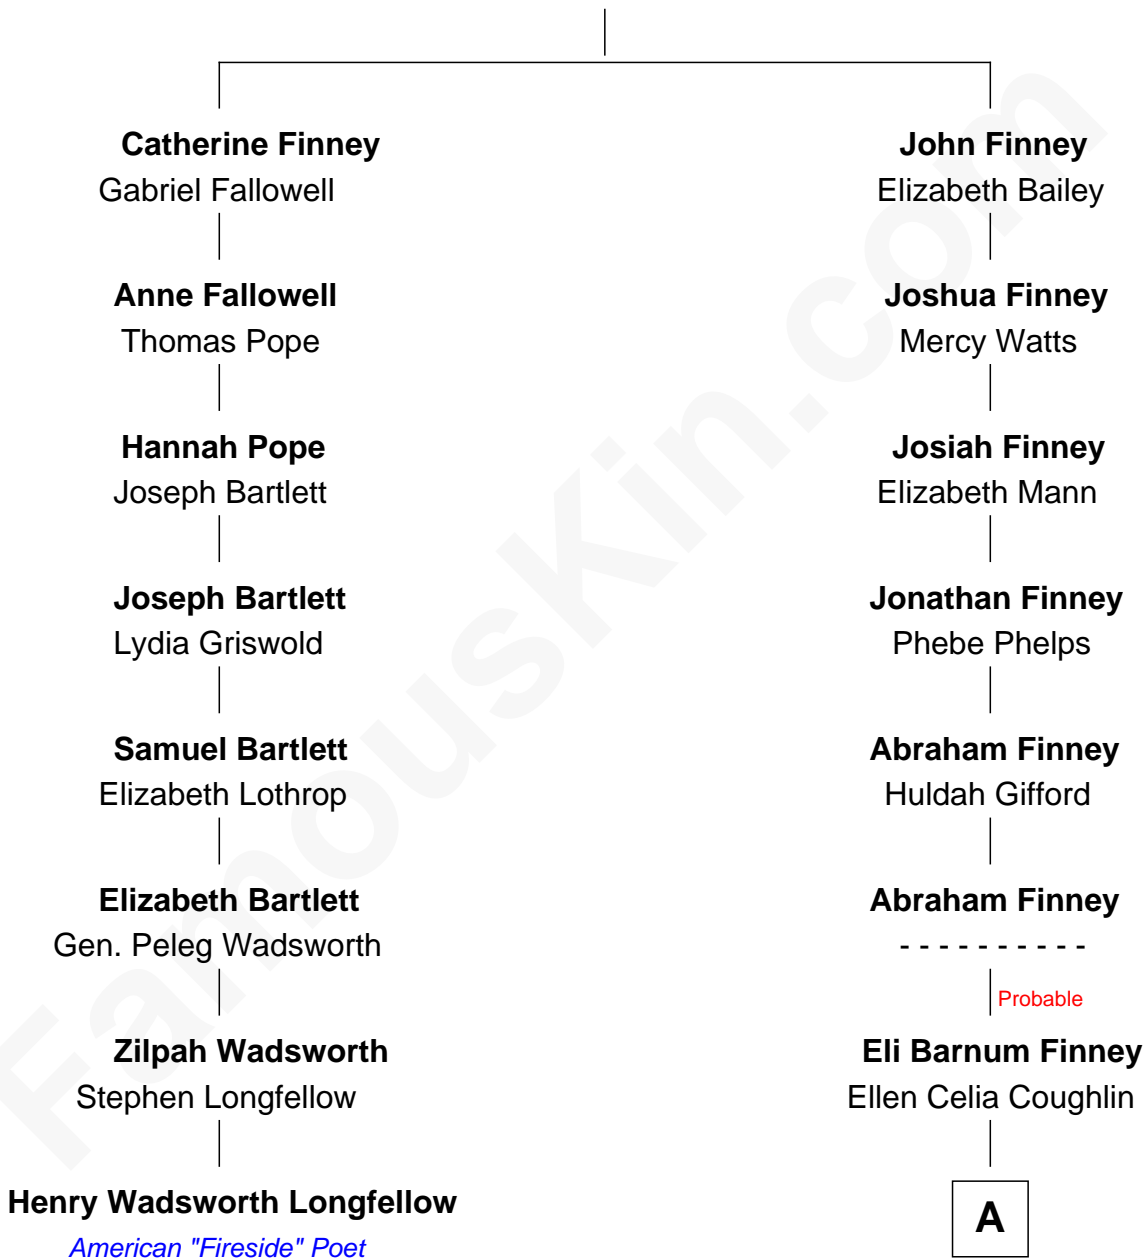 Catherine Finney
Gabriel Fallowell
Anne Fallowell
Thomas Pope
Hannah Pope
Joseph Bartlett
Joseph Bartlett
Lydia Griswold
Samuel Bartlett
Elizabeth Lothrop
Elizabeth Bartlett
Gen. Peleg Wadsworth
Zilpah Wadsworth
Stephen Longfellow
Henry Wadsworth Longfellow
American "Fireside" Poet
John Finney
Elizabeth Bailey
Joshua Finney
Mercy Watts
Josiah Finney
Elizabeth Mann
Jonathan Finney
Phebe Phelps
Abraham Finney
Huldah Gifford
Abraham Finney
- - - - - - - - - -
Probable
Eli Barnum Finney
Ellen Celia Coughlin
A
FamousKin.com